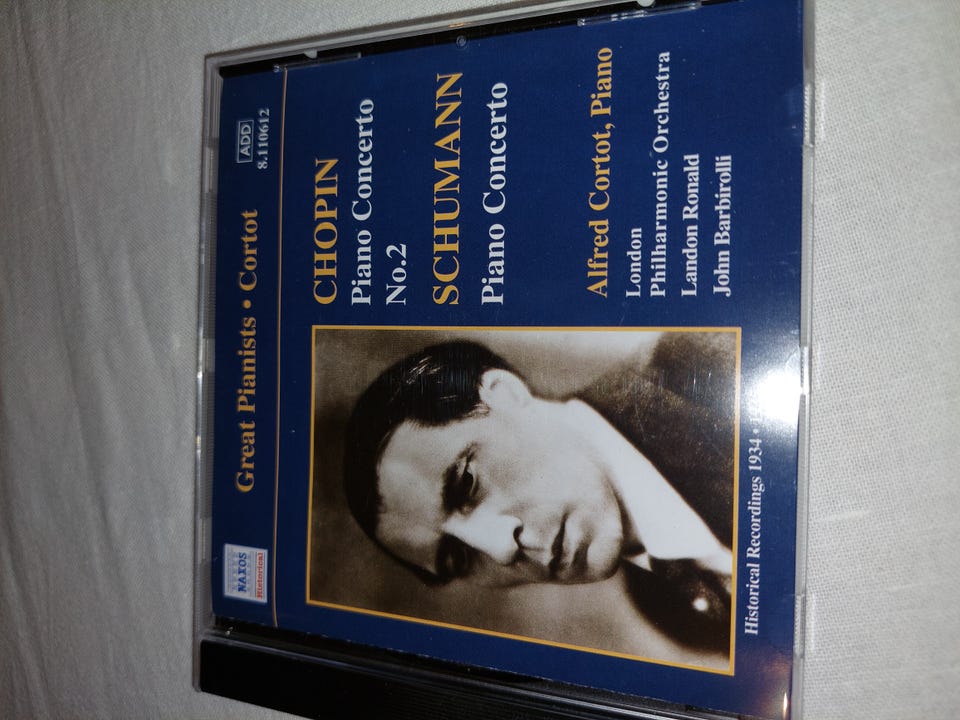 NAXOS
Historical
Great Pianists • Cortot
ADD
8.110612
CHOPIN
Piano Concerto
No.2
SCHUMANN
Piano Concerto
Alfred Cortot, Piano
London
Philharmonic Orchestra
Landon Ronald
John Barbirolli
Historical Recordings 1934 •